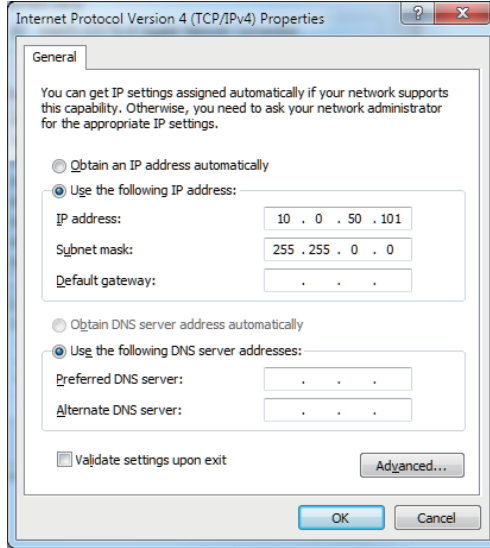 Internet Protocol Version 4 (TCP/IPv4) Properties
?
General
You can get IP settings assigned automatically if your network supports
this capability. Otherwise, you need to ask your network administrator
for the appropriate IP settings.
Obtain an IP address automatically
Use the following IP address:
IP address: 10 . 0 . 50 . 101
Subnet mask: 255 . 255 . 0 . 0
Default gateway: . . .
Obtain DNS server address automatically
Use the following DNS server addresses:
Preferred DNS server: . . .
Alternate DNS server: . . .
Validate settings upon exit
Advanced...
OK Cancel